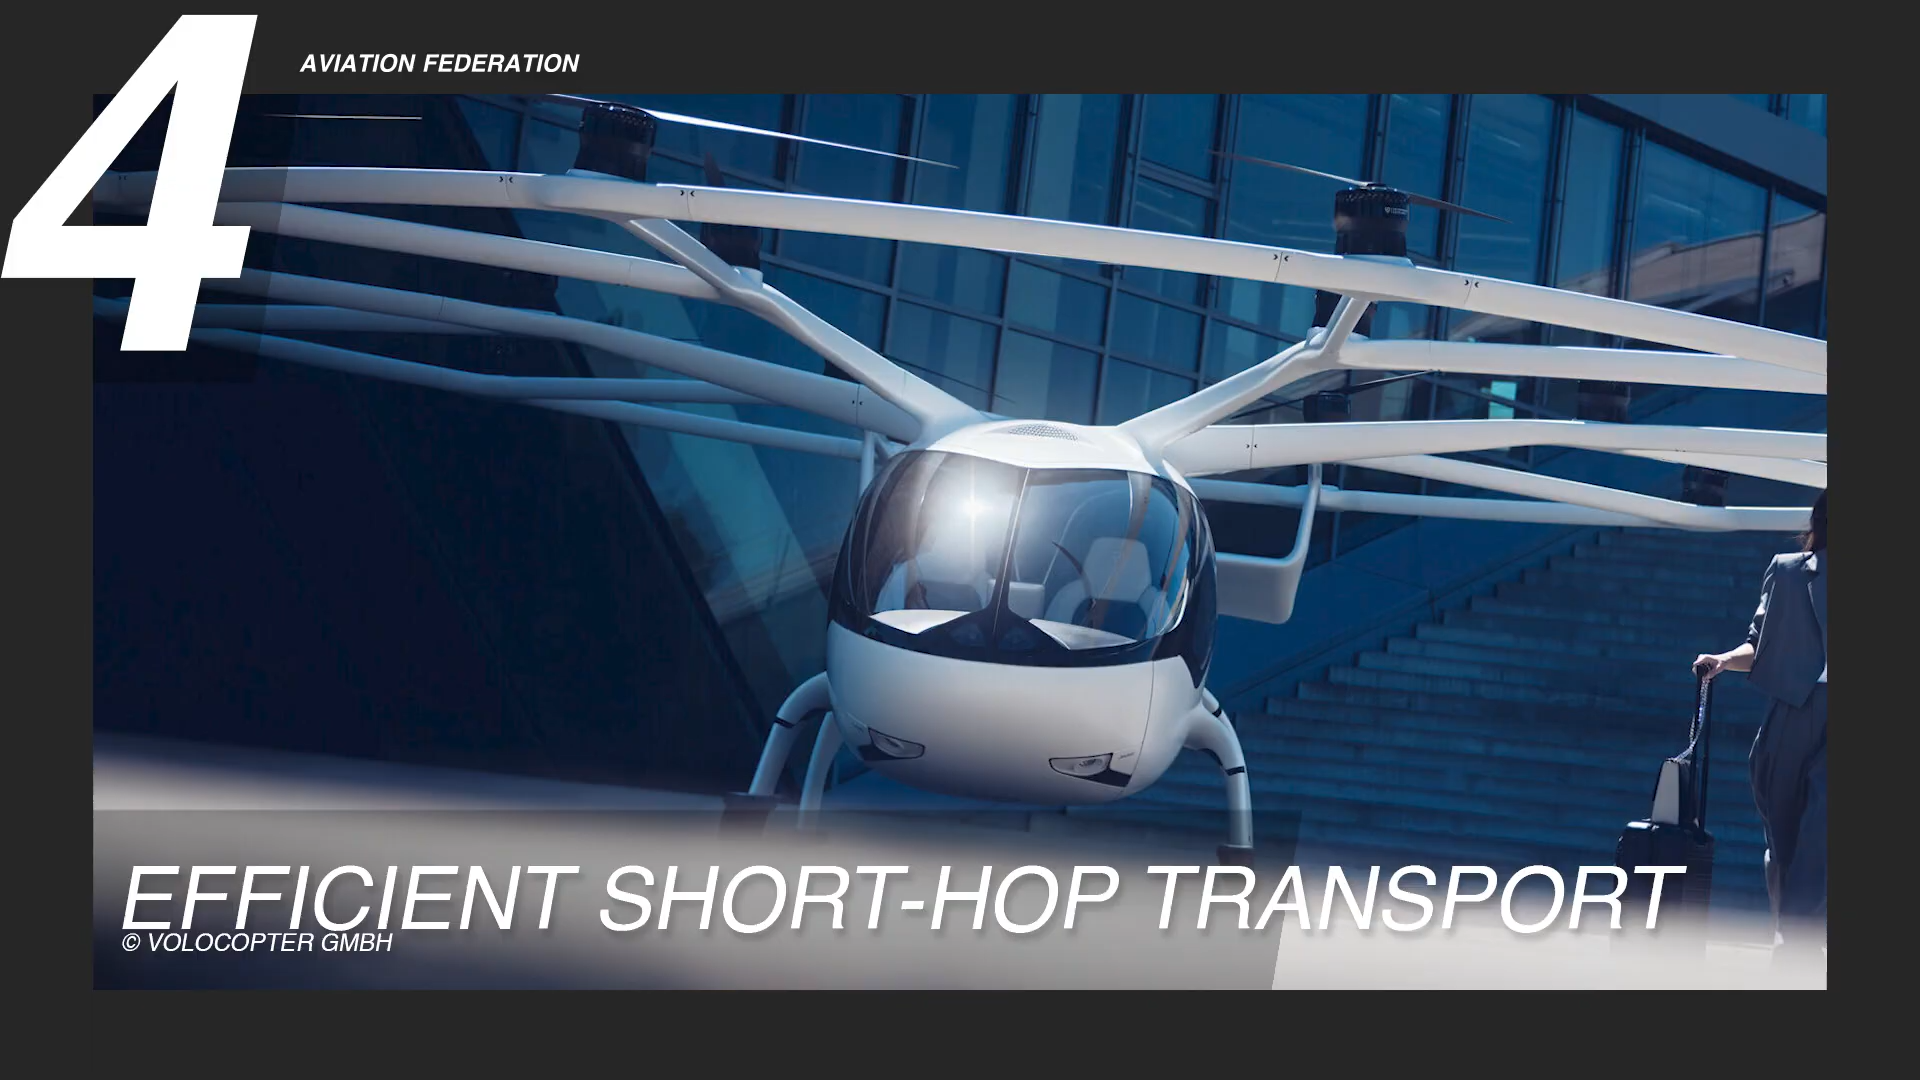 4
AVIATION FEDERATION
EFFICIENT SHORT-HOP TRANSPORT
© VOLOCOPTER GMBH